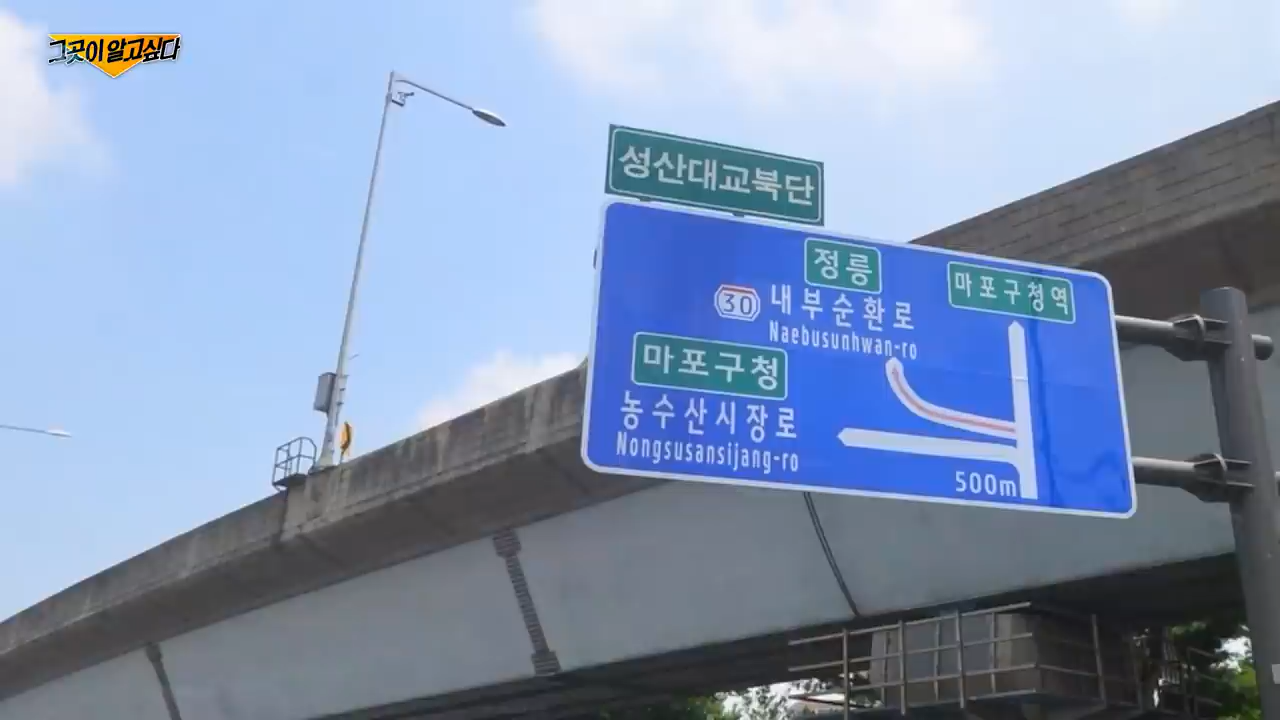 그곳이 알고싶다
성산대교북단
정릉
마포구청역
30
내부순환로
Naebusunhwan-ro
마포구청
농수산시장로
Nongsusansijang-ro
500m